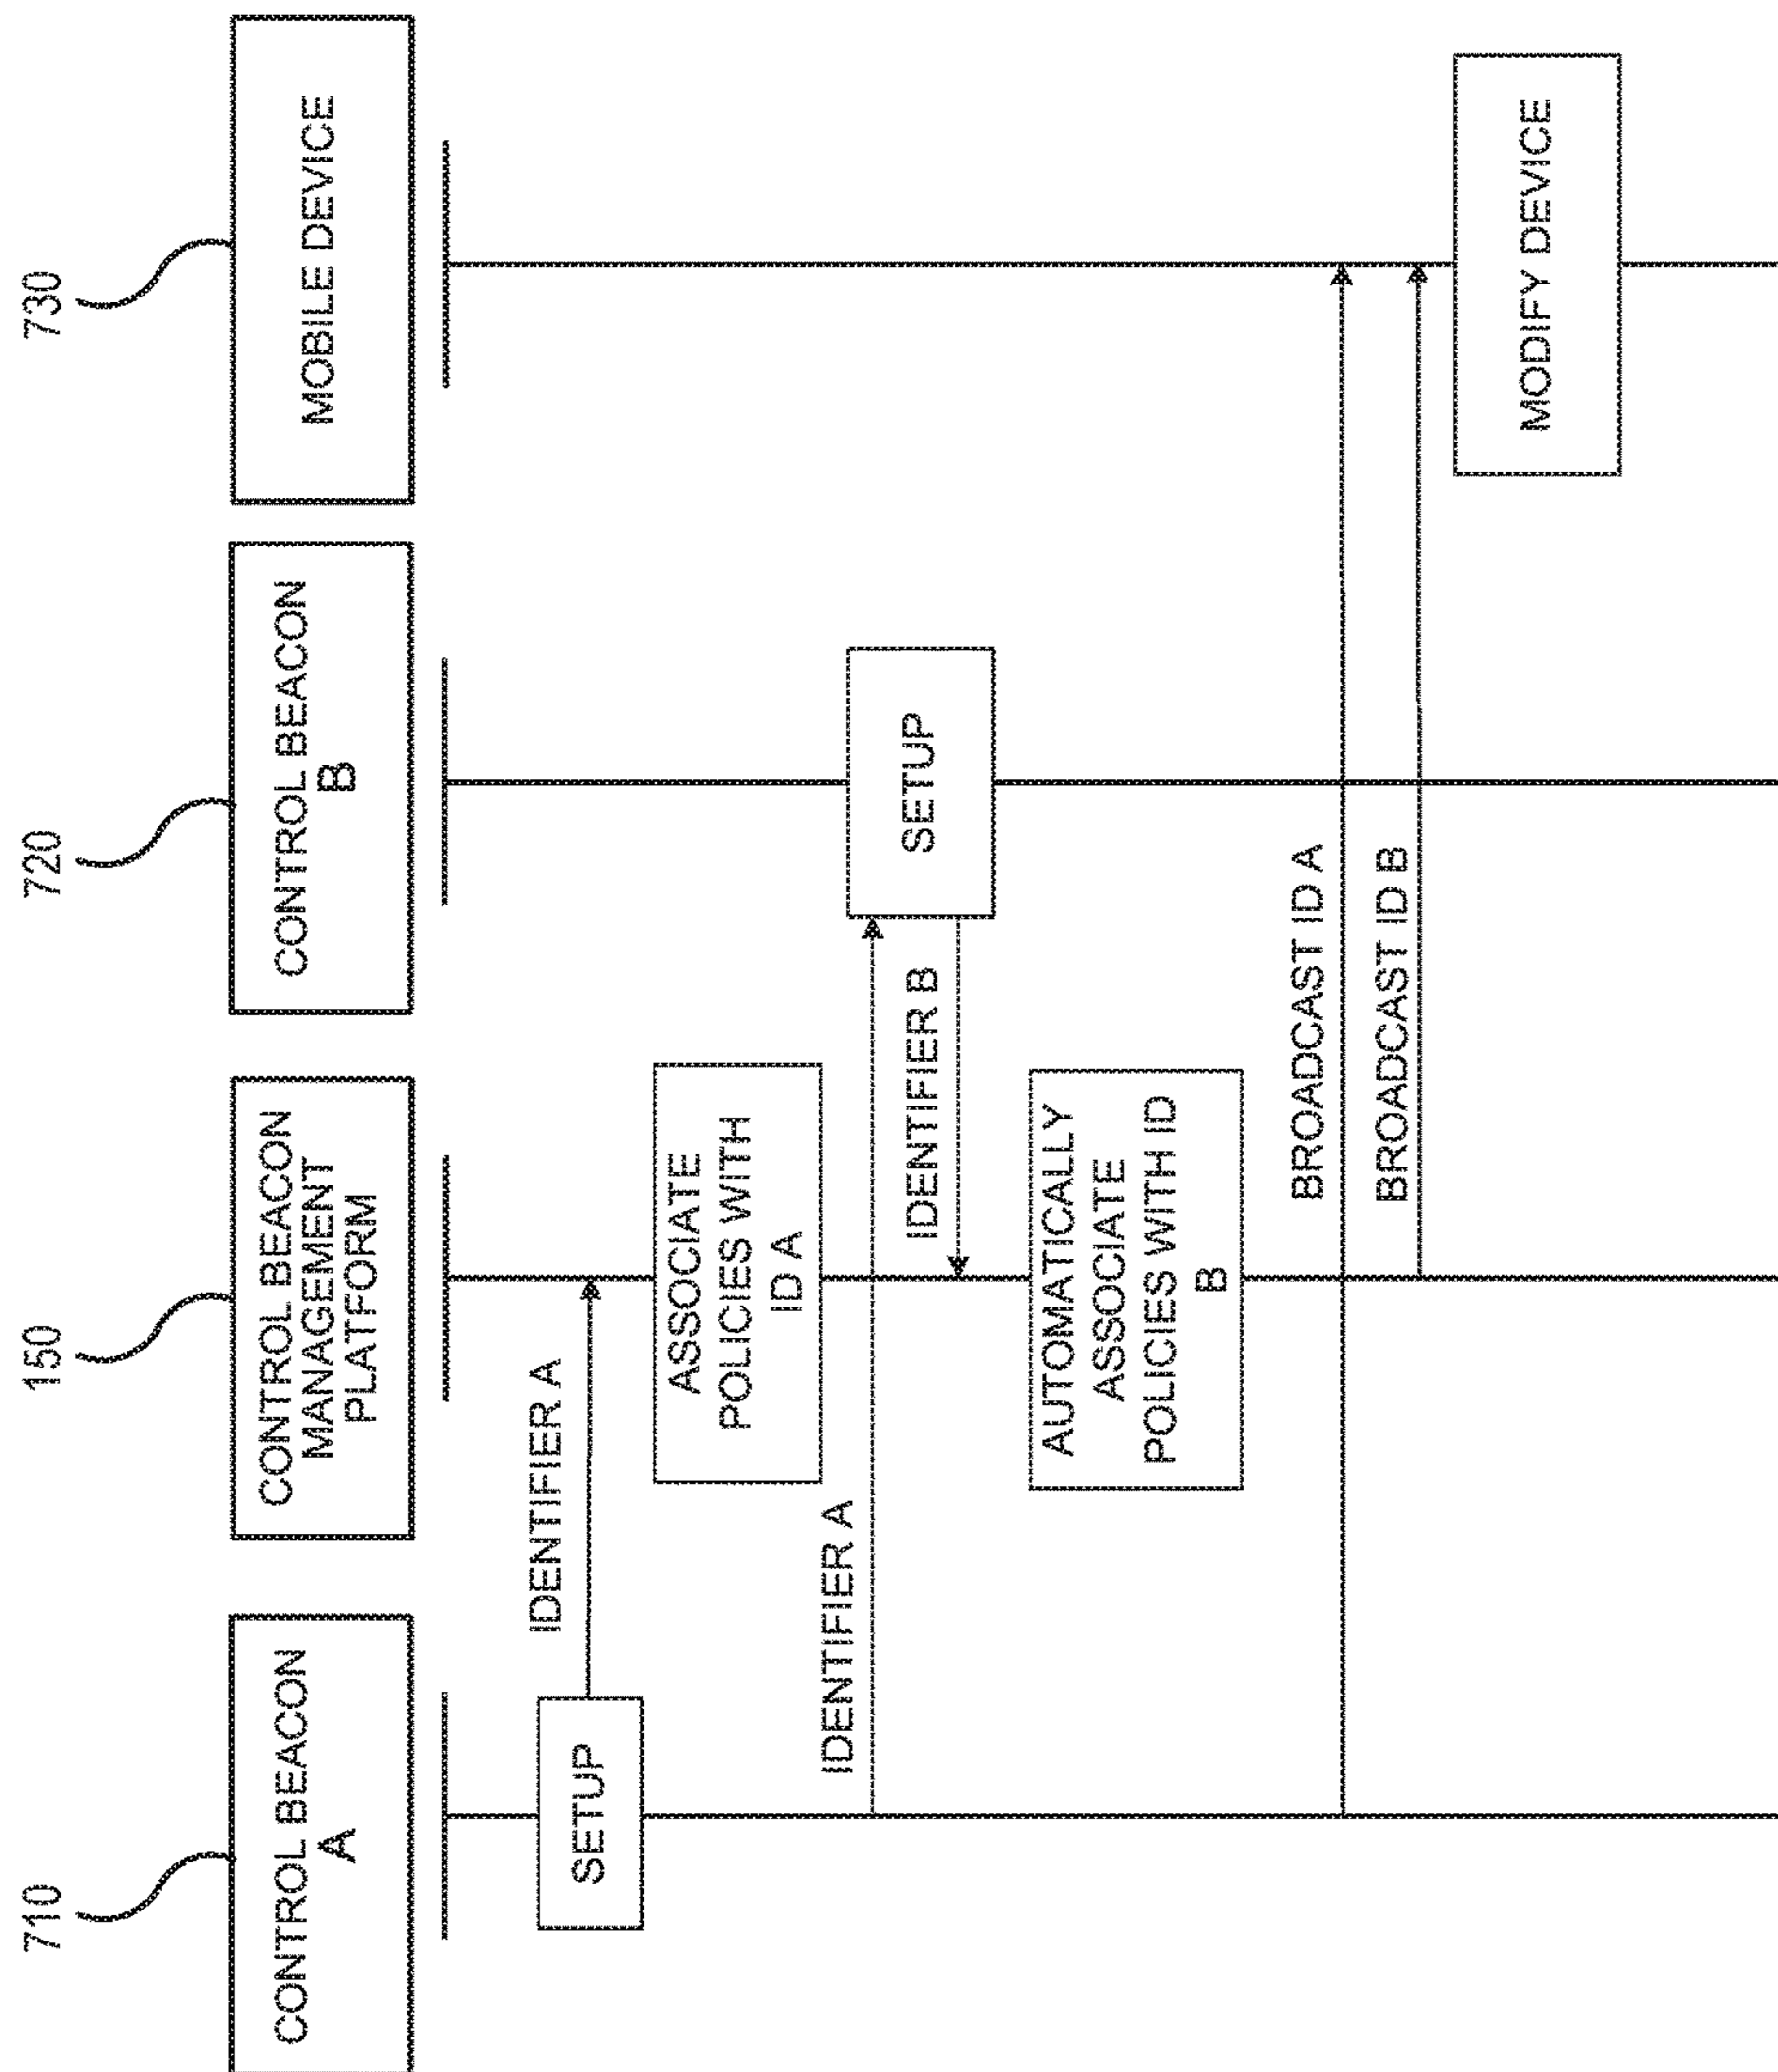 710
150
720
730
CONTROL BEACON
A
CONTROL BEACON
MANAGEMENT
PLATFORM
CONTROL BEACON
B
MOBILE DEVICE
SETUP
IDENTIFIER A
ASSOCIATE
POLICIES WITH
ID A
IDENTIFIER A
SETUP
IDENTIFIER B
AUTOMATICALLY
ASSOCIATE
POLICIES WITH ID
B
BROADCAST ID A
BROADCAST ID B
MODIFY DEVICE